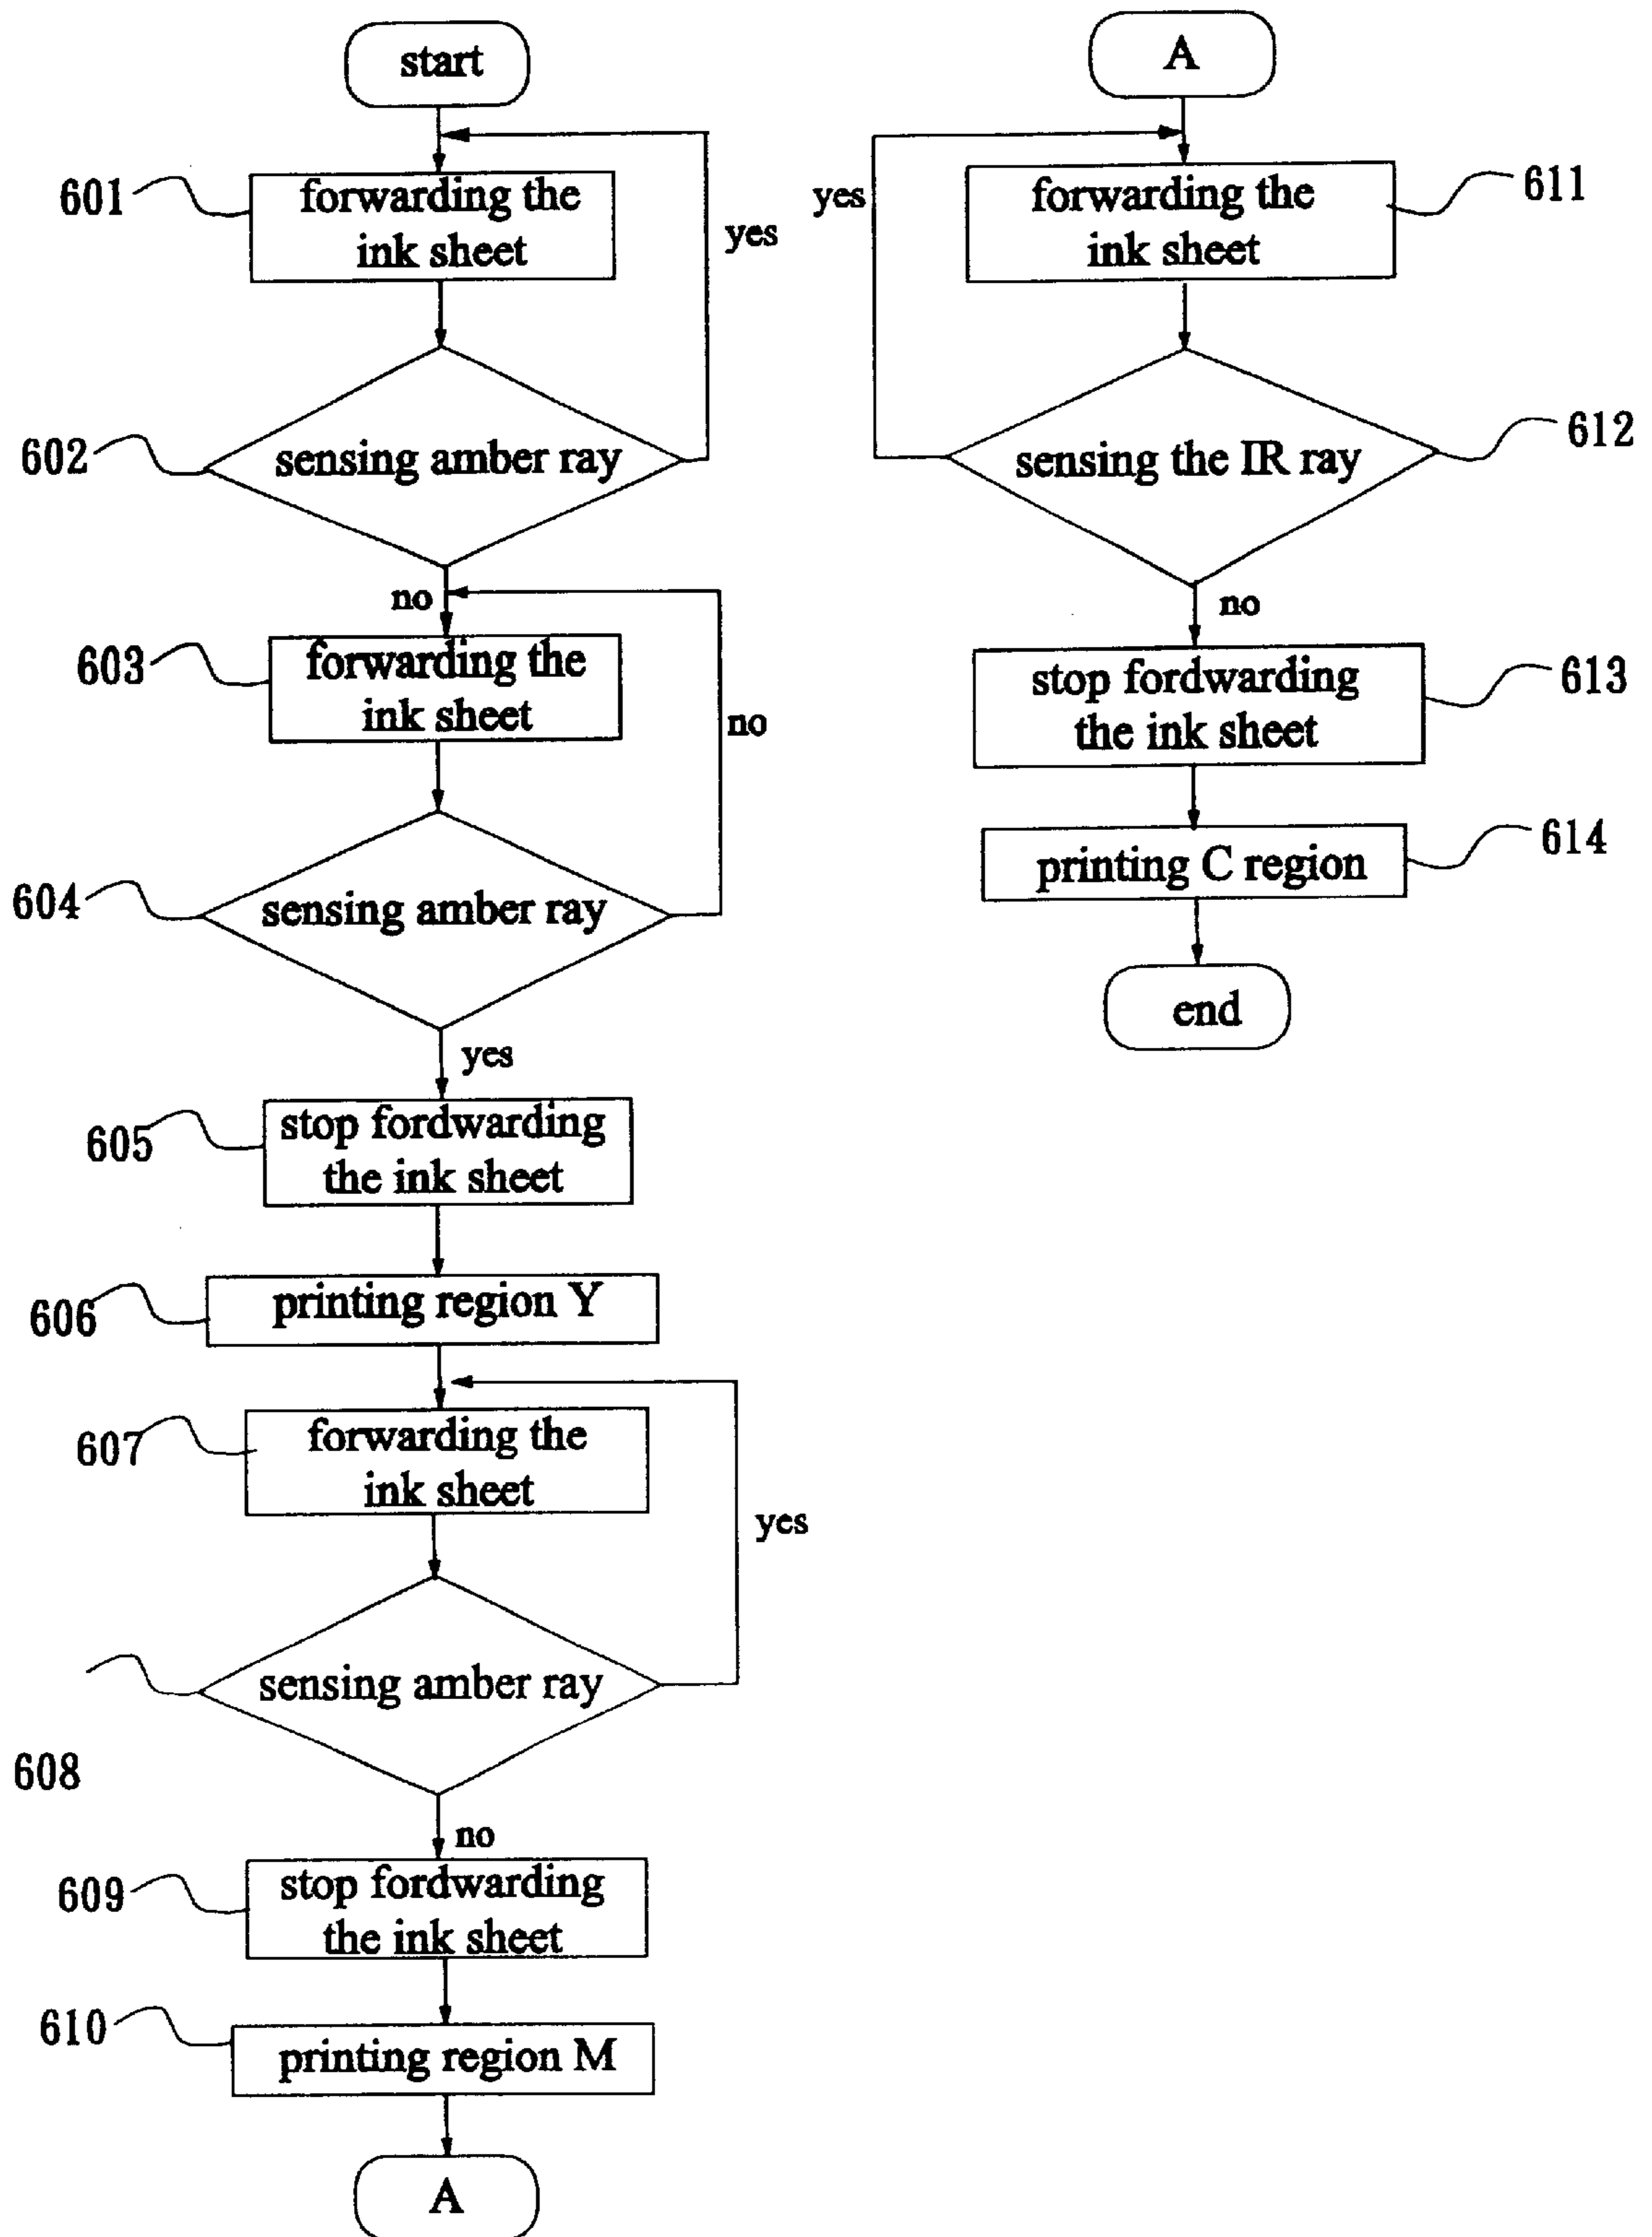 start
601
forwarding the
ink sheet
yes
602
sensing amber ray
no
603
forwarding the
ink sheet
no
604
sensing amber ray
yes
605
stop fordwarding
the ink sheet
606
printing region Y
607
forwarding the
ink sheet
yes
sensing amber ray
608
no
609
stop fordwarding
the ink sheet
610
printing region M
A
A
yes
forwarding the
ink sheet
611
sensing the IR ray
612
no
stop fordwarding
the ink sheet
613
printing C region
614
end